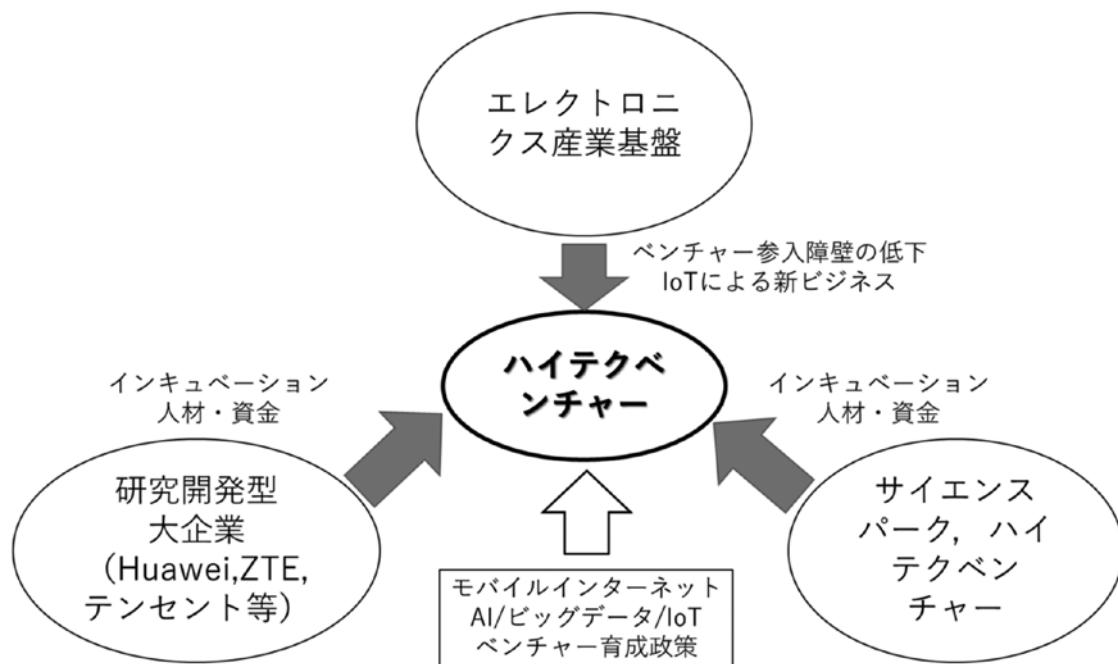 エレクトロニ
クス産業基盤
ベンチャー参入障壁の低下
IoTによる新ビジネス
ハイテクベ
ンチャー
インキュベーション
人材・資金
インキュベーション
人材・資金
研究開発型
大企業
（Huawei,ZTE,
テンセント等）
モバイルインターネット
AI/ビッグデータ/IoT
ベンチャー育成政策
サイエンス
パーク，ハイ
テクベン
チャー